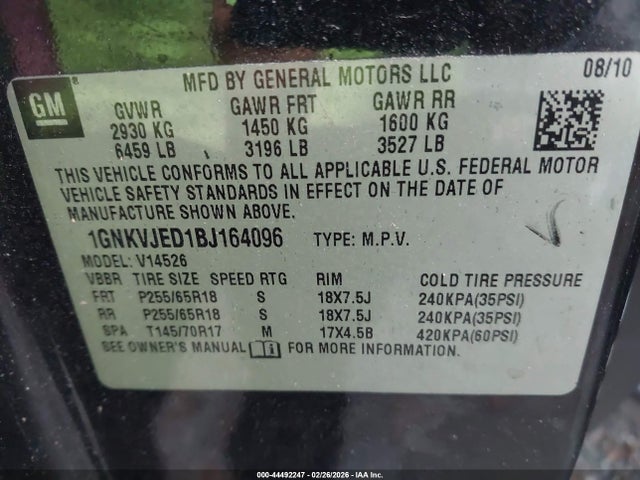 GM
MFD BY GENERAL MOTORS LLC 08/10
GVWR GAWR FRT GAWR RR
2930 KG 1450 KG 1600 KG
6459 LB 3196 LB 3527 LB
THIS VEHICLE CONFORMS TO ALL APPLICABLE U.S. FEDERAL MOTOR
VEHICLE SAFETY STANDARDS IN EFFECT ON THE DATE OF
MANUFACTURE SHOWN ABOVE.
1GNKVJED1BJ164096 TYPE: M.P.V.
MODEL: V14526
VBBR TIRE SIZE SPEED RTG RIM COLD TIRE PRESSURE
FRT P255/65R18 S 18X7.5J 240KPA(35PSI)
RR P255/65R18 S 18X7.5J 240KPA(35PSI)
SPA T145/70R17 M 17X4.5B 420KPA(60PSI)
SEE OWNER'S MANUAL FOR MORE INFORMATION.
000-44492247 - 02/26/2026 - IAA Inc.